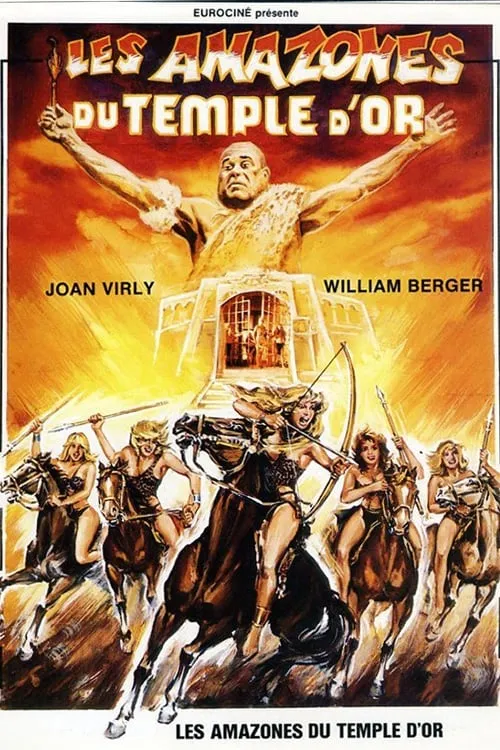 EUROCINÉ présente
LES AMAZONES
DU TEMPLE D'OR
JOAN VIRLY
WILLIAM BERGER
LES AMAZONES DU TEMPLE D'OR